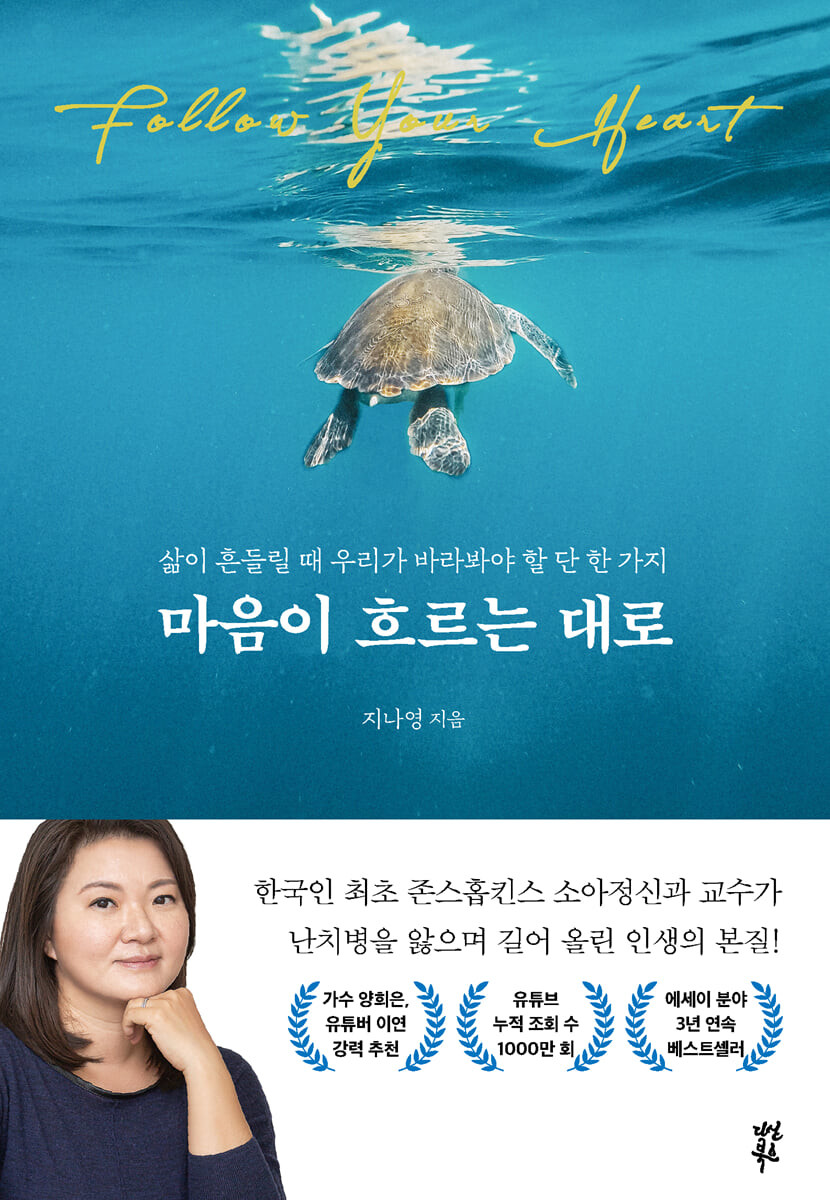 Follow Your Heart
삶이 흔들릴 때 우리가 바라봐야 할 단 한 가지
마음이 흐르는 대로
지나영 지음
한국인 최초 존스홉킨스 소아정신과 교수가
난치병을 앓으며 길어 올린 인생의 본질!
가수 양희은,
유튜버 이연
강력 추천
유튜브
누적 조회 수
1000만 회
에세이 분야
3년 연속
베스트셀러
다산
북스